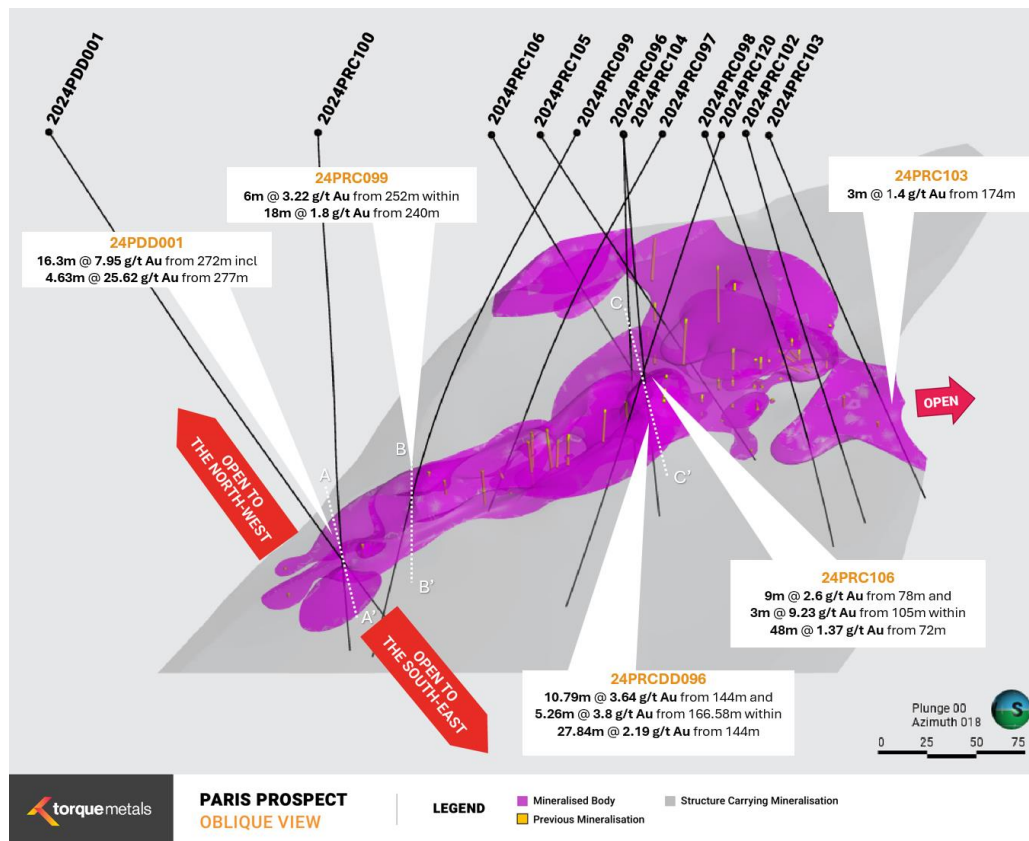 2024PDD001
2024PRC100
2024PRC106
2024PRC105
2024PRC099
2024PRC096
2024PRC104
2024PRC097
2024PRC098
2024PRC120
2024PRC102
2024PRC103
24PRC099
6m @ 3.22 g/t Au from 252m within
18m @ 1.8 g/t Au from 240m
24PRC103
3m @ 1.4 g/t Au from 174m
24PDD001
16.3m @ 7.95 g/t Au from 272m incl
4.63m @ 25.62 g/t Au from 277m
C
OPEN
B
A
OPEN TO
THE NORTH-WEST
C'
B'
A'
24PRC106
9m @ 2.6 g/t Au from 78m and
3m @ 9.23 g/t Au from 105m within
48m @ 1.37 g/t Au from 72m
OPEN TO
THE SOUTH-EAST
24PRCDD096
10.79m @ 3.64 g/t Au from 144m and
5.26m @ 3.8 g/t Au from 166.58m within
27.84m @ 2.19 g/t Au from 144m
Plunge 00
Azimuth 018
S
0 25 50 75
torquemetals
PARIS PROSPECT
OBLIQUE VIEW
LEGEND
Mineralised Body
Structure Carrying Mineralisation
Previous Mineralisation